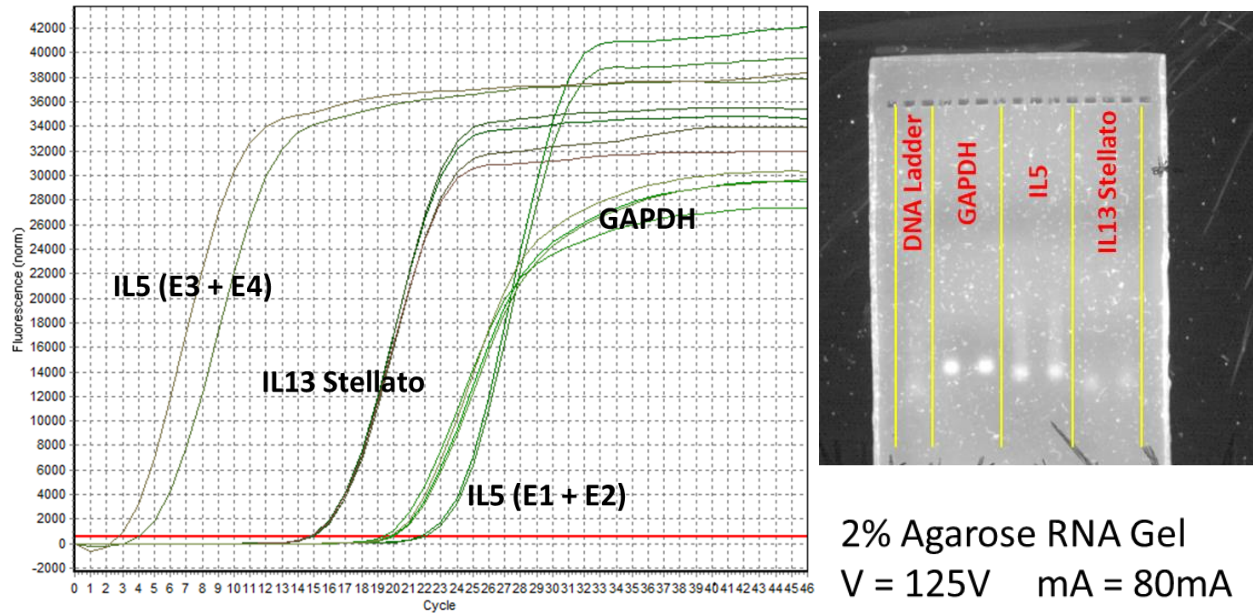 42000
40000
38000
36000
34000
32000
30000
28000
26000
24000
22000
20000
18000
16000
14000
12000
10000
8000
6000
4000
2000
0
-2000
Fluorescence (norm)
IL5 (E3 + E4)
IL13 Stellato
GAPDH
IL5 (E1 + E2)
0 1 2 3 4 5 6 7 8 9 10 11 12 13 14 15 16 17 18 19 20 21 22 23 24 25 26 27 28 29 30 31 32 33 34 35 36 37 38 39 40 41 42 43 44 45 46
Cycle
DNA Ladder
GAPDH
IL5
IL13 Stellato
2% Agarose RNA Gel
V = 125V mA = 80mA